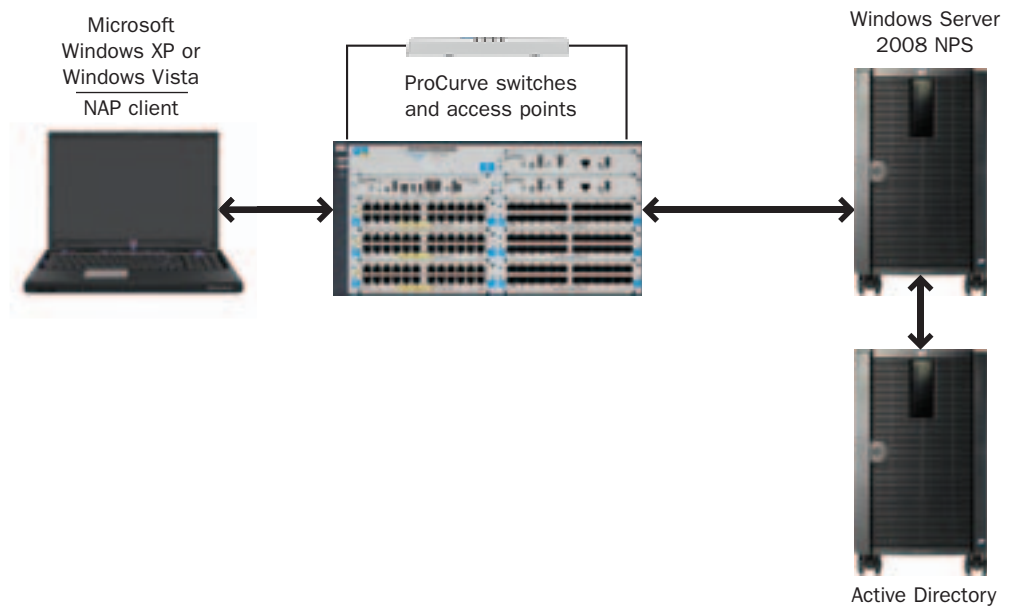 Microsoft
Windows XP or
Windows Vista
NAP client
ProCurve switches
and access points
Windows Server
2008 NPS
Active Directory